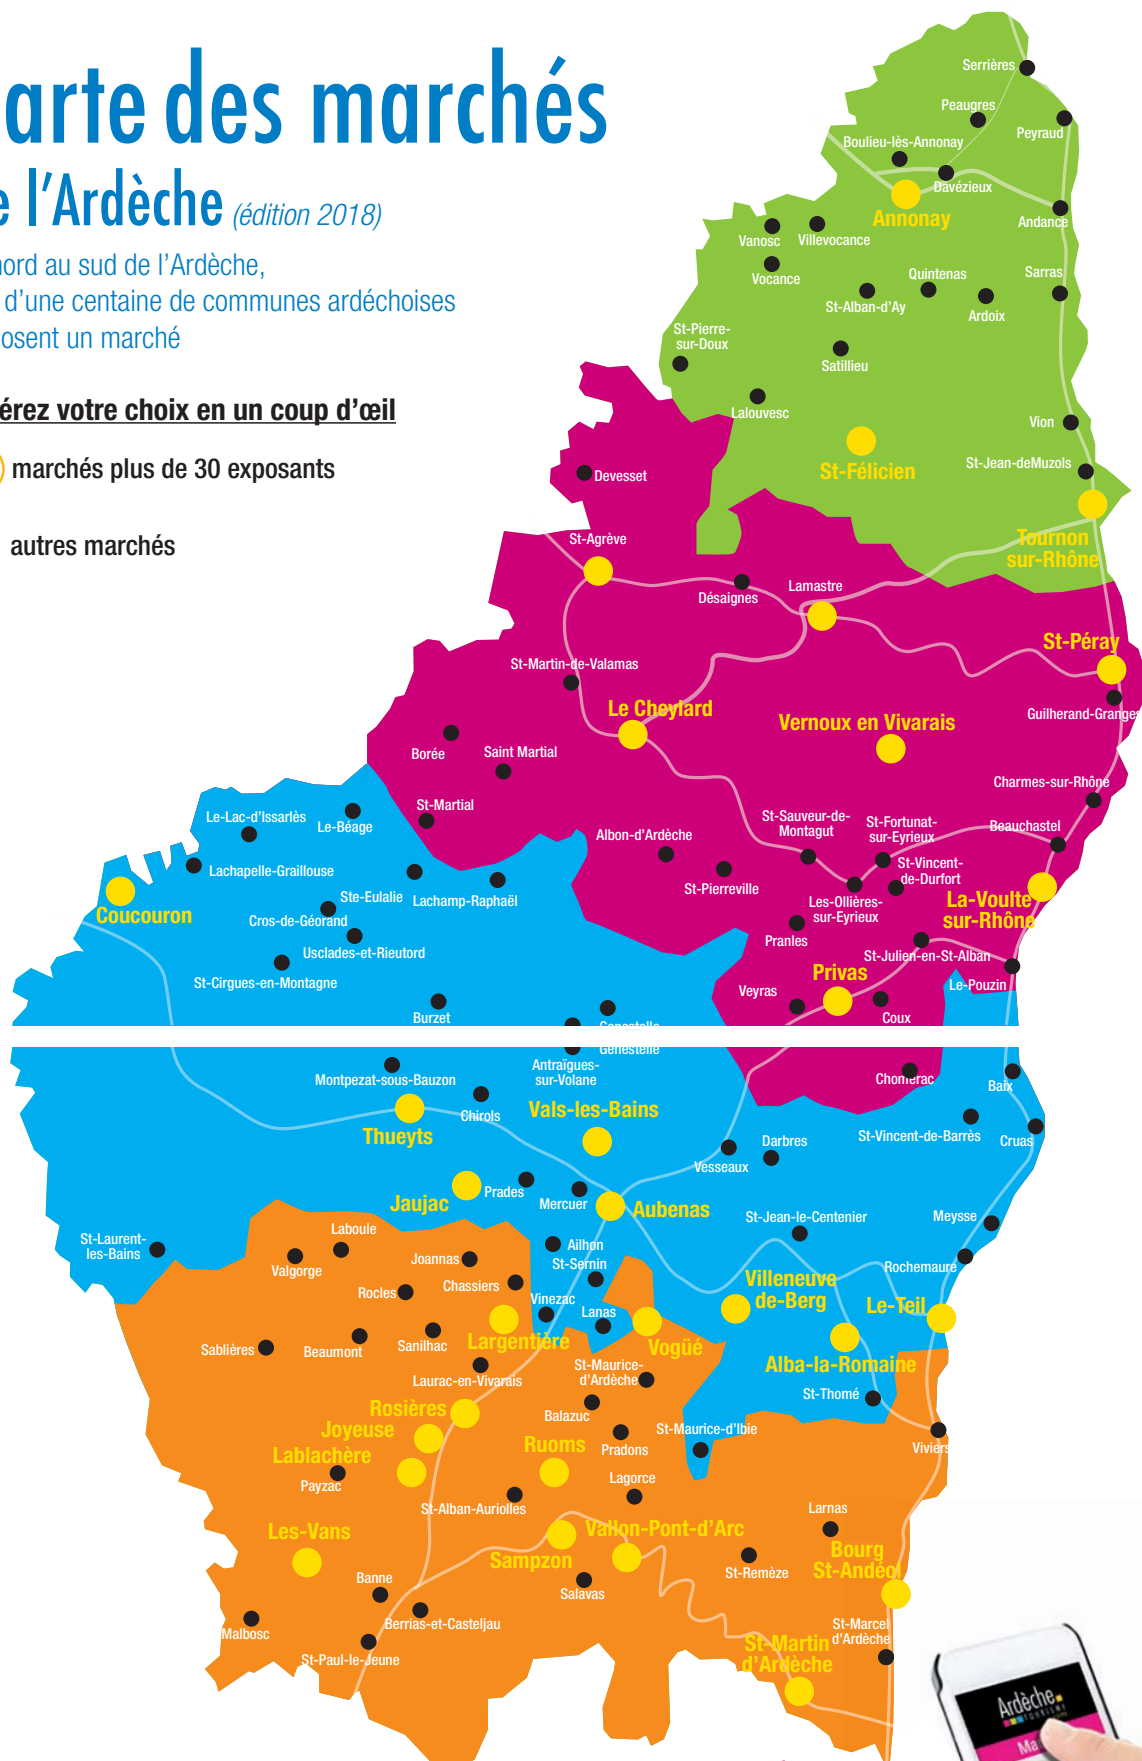 arte des marchés
e l'Ardèche (édition 2018)
nord au sud de l'Ardèche,
d'une centaine de communes ardéchoises
osent un marché
érez votre choix en un coup d'œil
marchés plus de 30 exposants
autres marchés
Serrières
Peaugres
Peyraud
Boulieu-lès-Annonay
Davézieux
Annonay
Andance
Vanosc
Villevocance
Vocance
Quintenas
Sarras
St-Alban-d'Ay
Ardoix
St-Pierre-
sur-Doux
Satillieu
Lalouvesc
Vion
St-Félicien
St-Jean-deMuzols
Devesset
Tournon
sur-Rhône
St-Agrève
Désaignes
Lamastre
St-Péray
St-Martin-de-Valamas
Le Cheylard
Guilherand-Granges
Vernoux en Vivarais
Borée
Saint Martial
Charmes-sur-Rhône
St-Martial
Le-Lac-d'Issarlès
Le-Béage
Albon-d'Ardèche
St-Sauveur-de-
Montagut
St-Fortunat-
sur-Eyrieux
Beauchastel
Lachapelle-Graillouse
St-Vincent-
de-Durfort
St-Pierreville
Ste-Eulalie
Lachamp-Raphaël
Les-Ollières-
sur-Eyrieux
La-Voulte
sur-Rhône
Coucouron
Cros-de-Géorand
Pranles
Usclades-et-Rieutord
St-Julien-en-St-Alban
St-Cirgues-en-Montagne
Privas
Le-Pouzin
Veyras
Coux
Burzet
Genestelle
Genestelle
Antraïgues-
sur-Volane
Montpezat-sous-Bauzon
Chomérac
Baix
Chirols
Vals-les-Bains
Thueyts
Darbres
St-Vincent-de-Barrès
Cruas
Vesseaux
Prades
Mercuer
Jaujac
Aubenas
St-Jean-le-Centenier
Meysse
St-Laurent-
les-Bains
Laboule
Ailhon
Joannas
St-Sernin
Valgorge
Rochemaure
Chassiers
Rocles
Vinezac
Villeneuve
de-Berg
Lanas
Le-Teil
Largentière
Vogüé
Sablières
Beaumont
Sanilhac
Alba-la-Romaine
St-Maurice-
d'Ardèche
Laurac-en-Vivarais
St-Thomé
Rosières
Balazuc
Joyeuse
St-Maurice-d'Ibie
Ruoms
Pradons
Viviers
Lablachère
Payzac
Lagorce
St-Alban-Auriolles
Larnas
Les-Vans
Vallon-Pont-d'Arc
Sampzon
Bourg
St-Andéol
St-Remèze
Banne
Salavas
Berrias-et-Casteljau
St-Marcel
d'Ardèche
Malbosc
St-Martin
d'Ardèche
St-Paul-le-Jeune
Ardèche
TOURISME
Ma